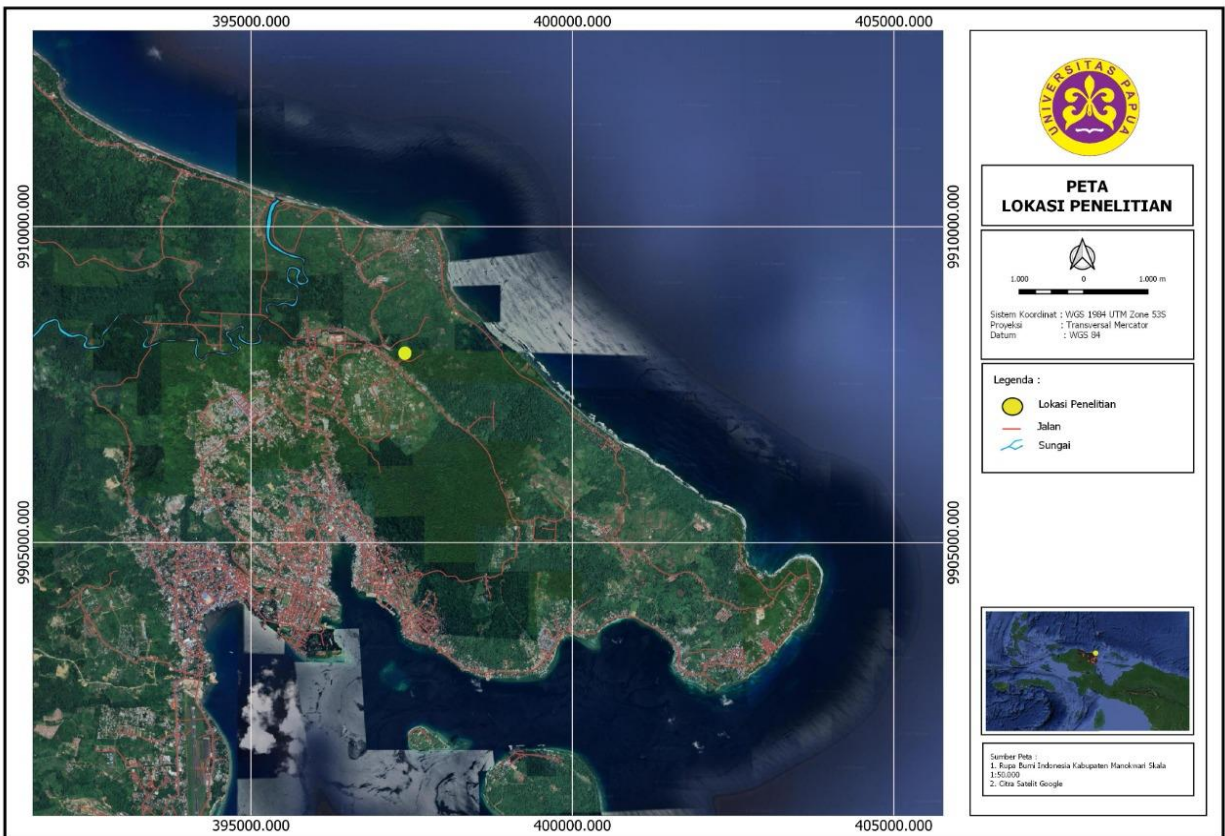 395000.000
400000.000
405000.000
9910000.000
9910000.000
9905000.000
9905000.000
395000.000
400000.000
405000.000
UNIVERSITAS PAPUA
PETA
LOKASI PENELITIAN
1.000 0 1.000 m
Sistem Koordinat : WGS 1984 UTM Zone 53S
Proyeksi : Transversal Mercator
Datum : WGS 84
Legenda :
Lokasi Penelitian
Jalan
Sungai
Sumber Peta :
1. Rupa Bumi Indonesia Kabupaten Manokwari Skala
1:50.000
2. Citra Satelit Google